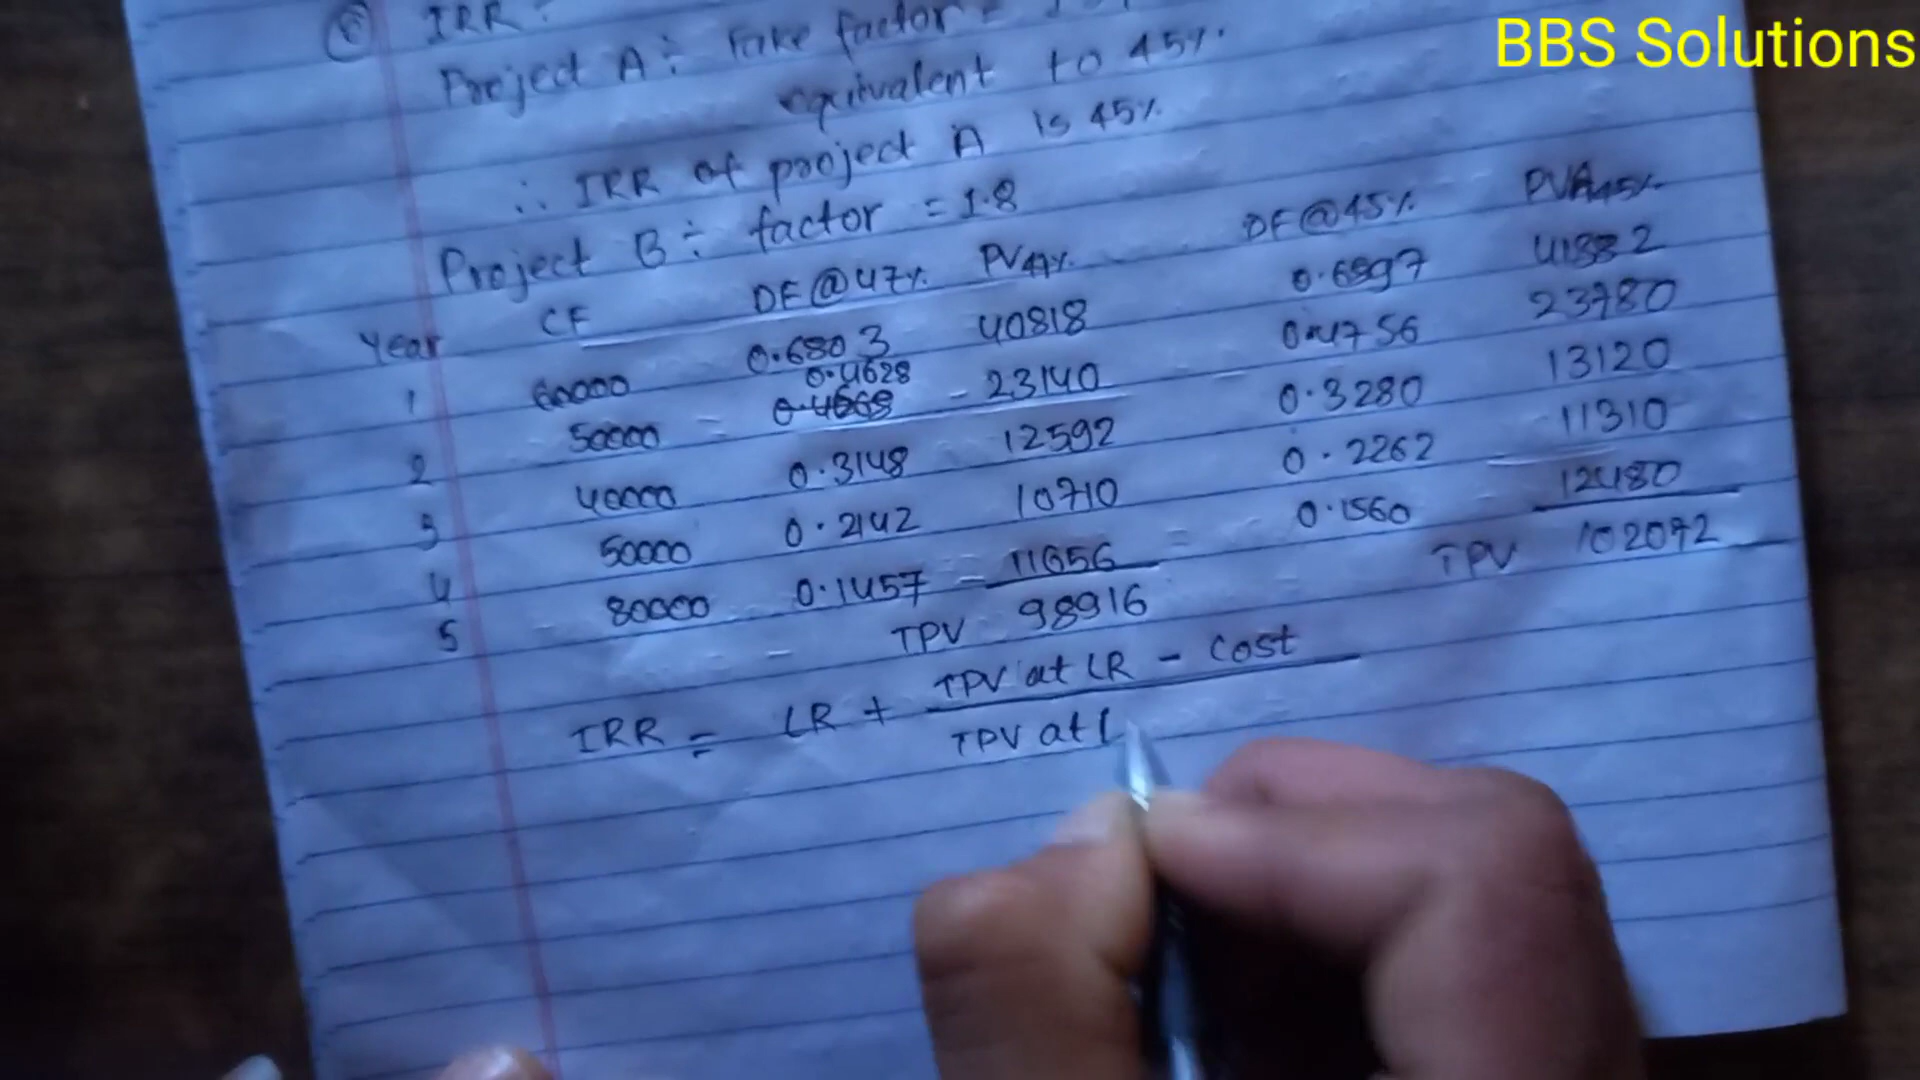 BBS Solutions
IRR :
Project A ÷ Fake factor =
equivalent to 45%.
∴ IRR of project A is 45%
Project B ÷ factor = 1.8
Year CF DF@47% PV47% DF@45% PV@45%
1 60000 0.6803 40818 0.6897 41382
0.4628
2 50000 23140 0.4756 23780
3 40000 0.3148 12592 0.3280 13120
4 50000 0.2142 10710 0.2262 11310
5 80000 0.1457 11656 0.1560 12480
TPV 98916 TPV 102072
IRR = LR + TPV at LR - Cost
TPV at L